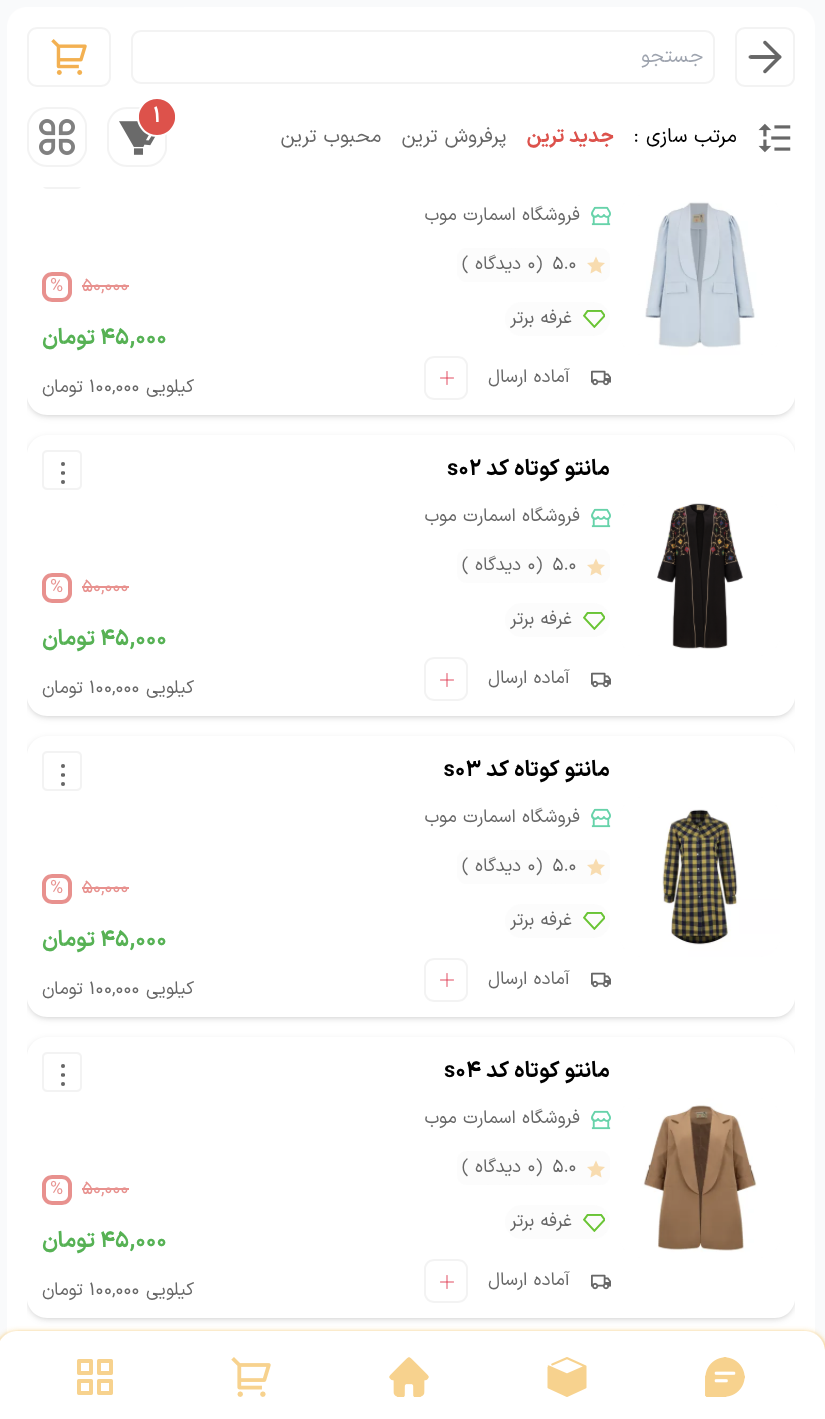 جستجو
مرتب سازی : جدید ترین پرفروش ترین محبوب ترین
۱
فروشگاه اسمارت موب
۵.۰ (۰ دیدگاه )
۵۰,۰۰۰ %
غرفه برتر
۴۵,۰۰۰ تومان
آماده ارسال +
کیلویی ۱۰۰,۰۰۰ تومان
مانتو کوتاه کد s۰۲
فروشگاه اسمارت موب
۵.۰ (۰ دیدگاه )
۵۰,۰۰۰ %
غرفه برتر
۴۵,۰۰۰ تومان
آماده ارسال +
کیلویی ۱۰۰,۰۰۰ تومان
مانتو کوتاه کد s۰۳
فروشگاه اسمارت موب
۵.۰ (۰ دیدگاه )
۵۰,۰۰۰ %
غرفه برتر
۴۵,۰۰۰ تومان
آماده ارسال +
کیلویی ۱۰۰,۰۰۰ تومان
مانتو کوتاه کد s۰۴
فروشگاه اسمارت موب
۵.۰ (۰ دیدگاه )
۵۰,۰۰۰ %
غرفه برتر
۴۵,۰۰۰ تومان
آماده ارسال +
کیلویی ۱۰۰,۰۰۰ تومان